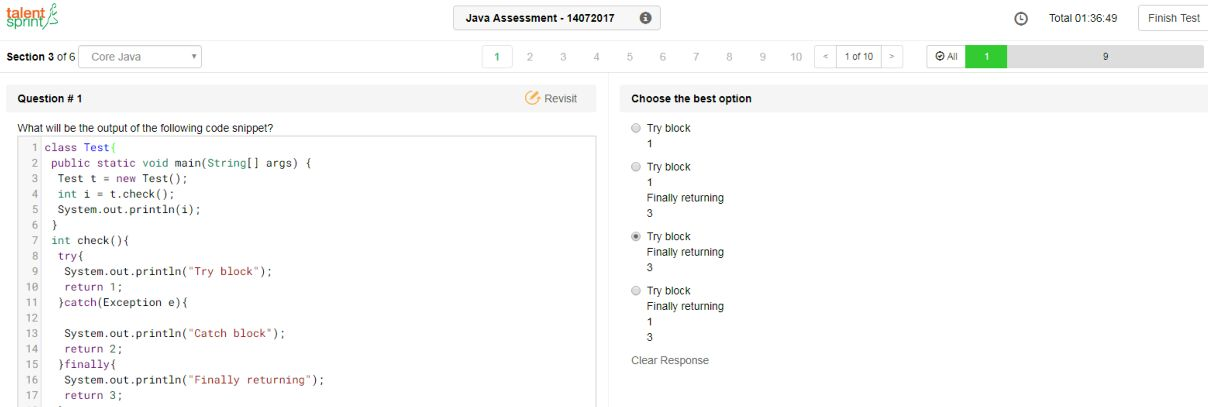 talent
sprint
Java Assessment - 14072017
Total 01:36:49
Finish Test
Section 3 of 6
Core Java
1 2 3 4 5 6 7 8 9 10 < 1 of 10 >
All 1 9
Question # 1
Revisit
What will be the output of the following code snippet?
1 class Test{
2 public static void main(String[] args) {
3 Test t = new Test();
4 int i = t.check();
5 System.out.println(i);
6 }
7 int check(){
8 try{
9 System.out.println("Try block");
10 return 1;
11 }catch(Exception e){
12
13 System.out.println("Catch block");
14 return 2;
15 }finally{
16 System.out.println("Finally returning");
17 return 3;
Choose the best option
Try block
1
Try block
1
Finally returning
3
Try block
Finally returning
3
Try block
Finally returning
1
3
Clear Response